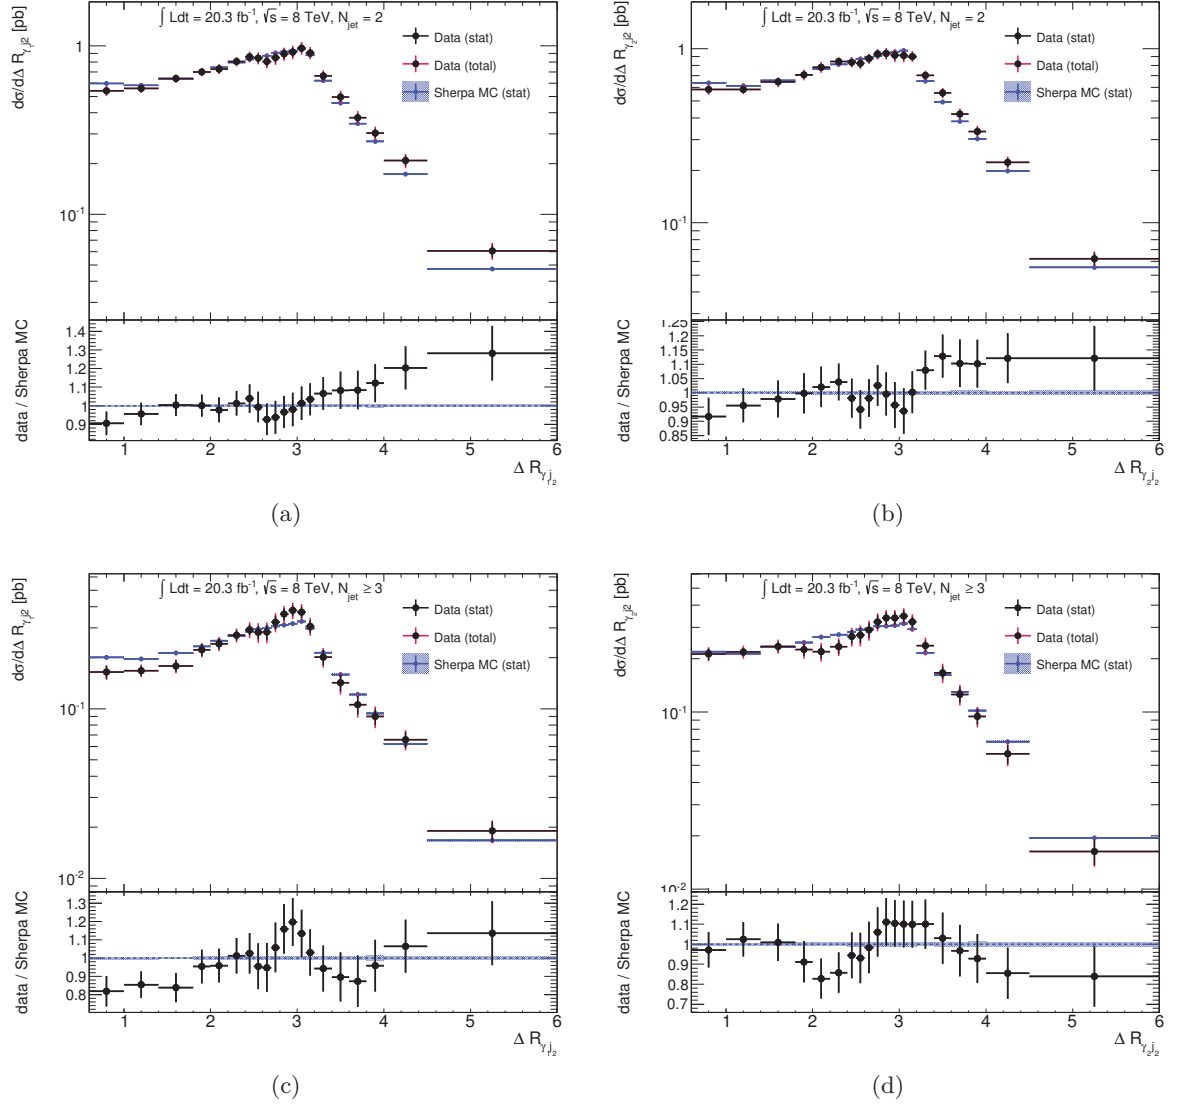 ∫ Ldt = 20.3 fb⁻¹, √s = 8 TeV, N_jet = 2
dσ/dΔ R_γ₁j2 [pb]
Data (stat)
Data (total)
Sherpa MC (stat)
1
10⁻¹
data / Sherpa MC
1.4
1.3
1.2
1.1
1
0.9
1 2 3 4 5 6
Δ R_γ₁j₂
(a)
∫ Ldt = 20.3 fb⁻¹, √s = 8 TeV, N_jet = 2
dσ/dΔ R_γ₂j2 [pb]
Data (stat)
Data (total)
Sherpa MC (stat)
1
10⁻¹
data / Sherpa MC
1.25
1.2
1.15
1.1
1.05
1
0.95
0.9
0.85
1 2 3 4 5 6
Δ R_γ₂j₂
(b)
∫ Ldt = 20.3 fb⁻¹, √s = 8 TeV, N_jet ≥ 3
dσ/dΔ R_γ₁j2 [pb]
Data (stat)
Data (total)
Sherpa MC (stat)
10⁻¹
10⁻²
data / Sherpa MC
1.3
1.2
1.1
1
0.9
0.8
1 2 3 4 5 6
Δ R_γ₁j₂
(c)
∫ Ldt = 20.3 fb⁻¹, √s = 8 TeV, N_jet ≥ 3
dσ/dΔ R_γ₂j2 [pb]
Data (stat)
Data (total)
Sherpa MC (stat)
10⁻¹
10⁻²
data / Sherpa MC
1.2
1.1
1
0.9
0.8
0.7
1 2 3 4 5 6
Δ R_γ₂j₂
(d)